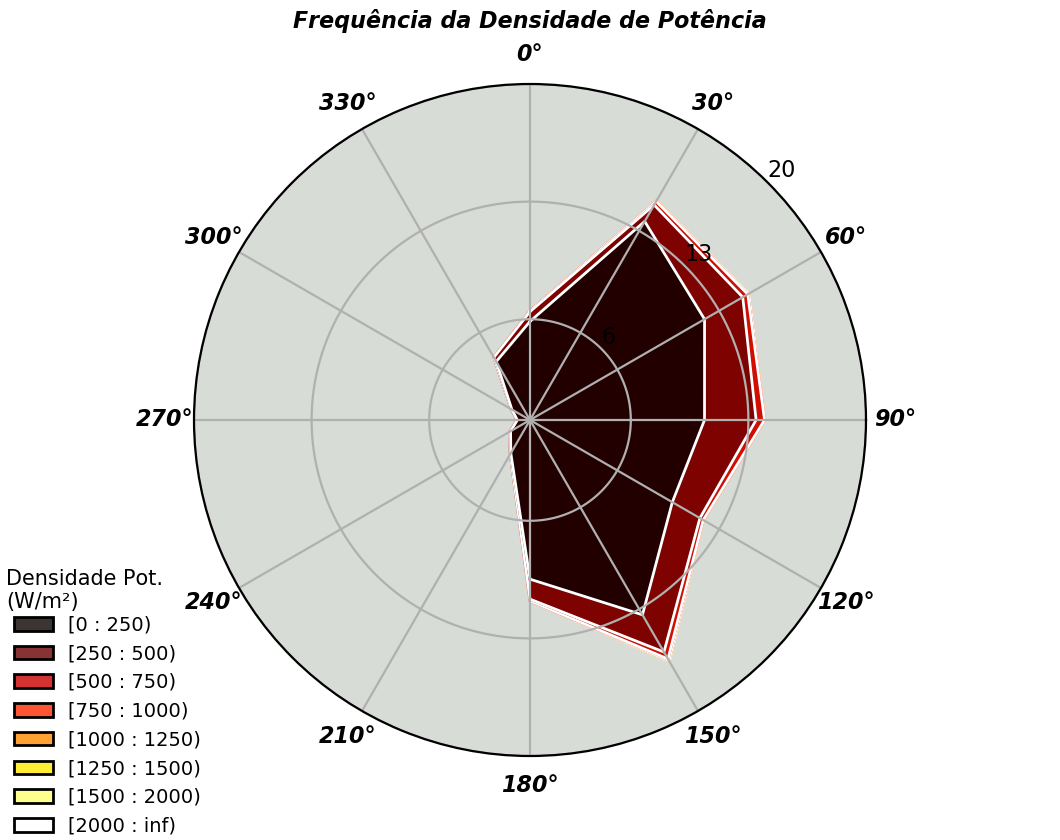 Frequência da Densidade de Potência
0°
330°
30°
20
300°
60°
13
6
270°
90°
240°
120°
210°
150°
180°
Densidade Pot.
(W/m²)
[0 : 250)
[250 : 500)
[500 : 750)
[750 : 1000)
[1000 : 1250)
[1250 : 1500)
[1500 : 2000)
[2000 : inf)